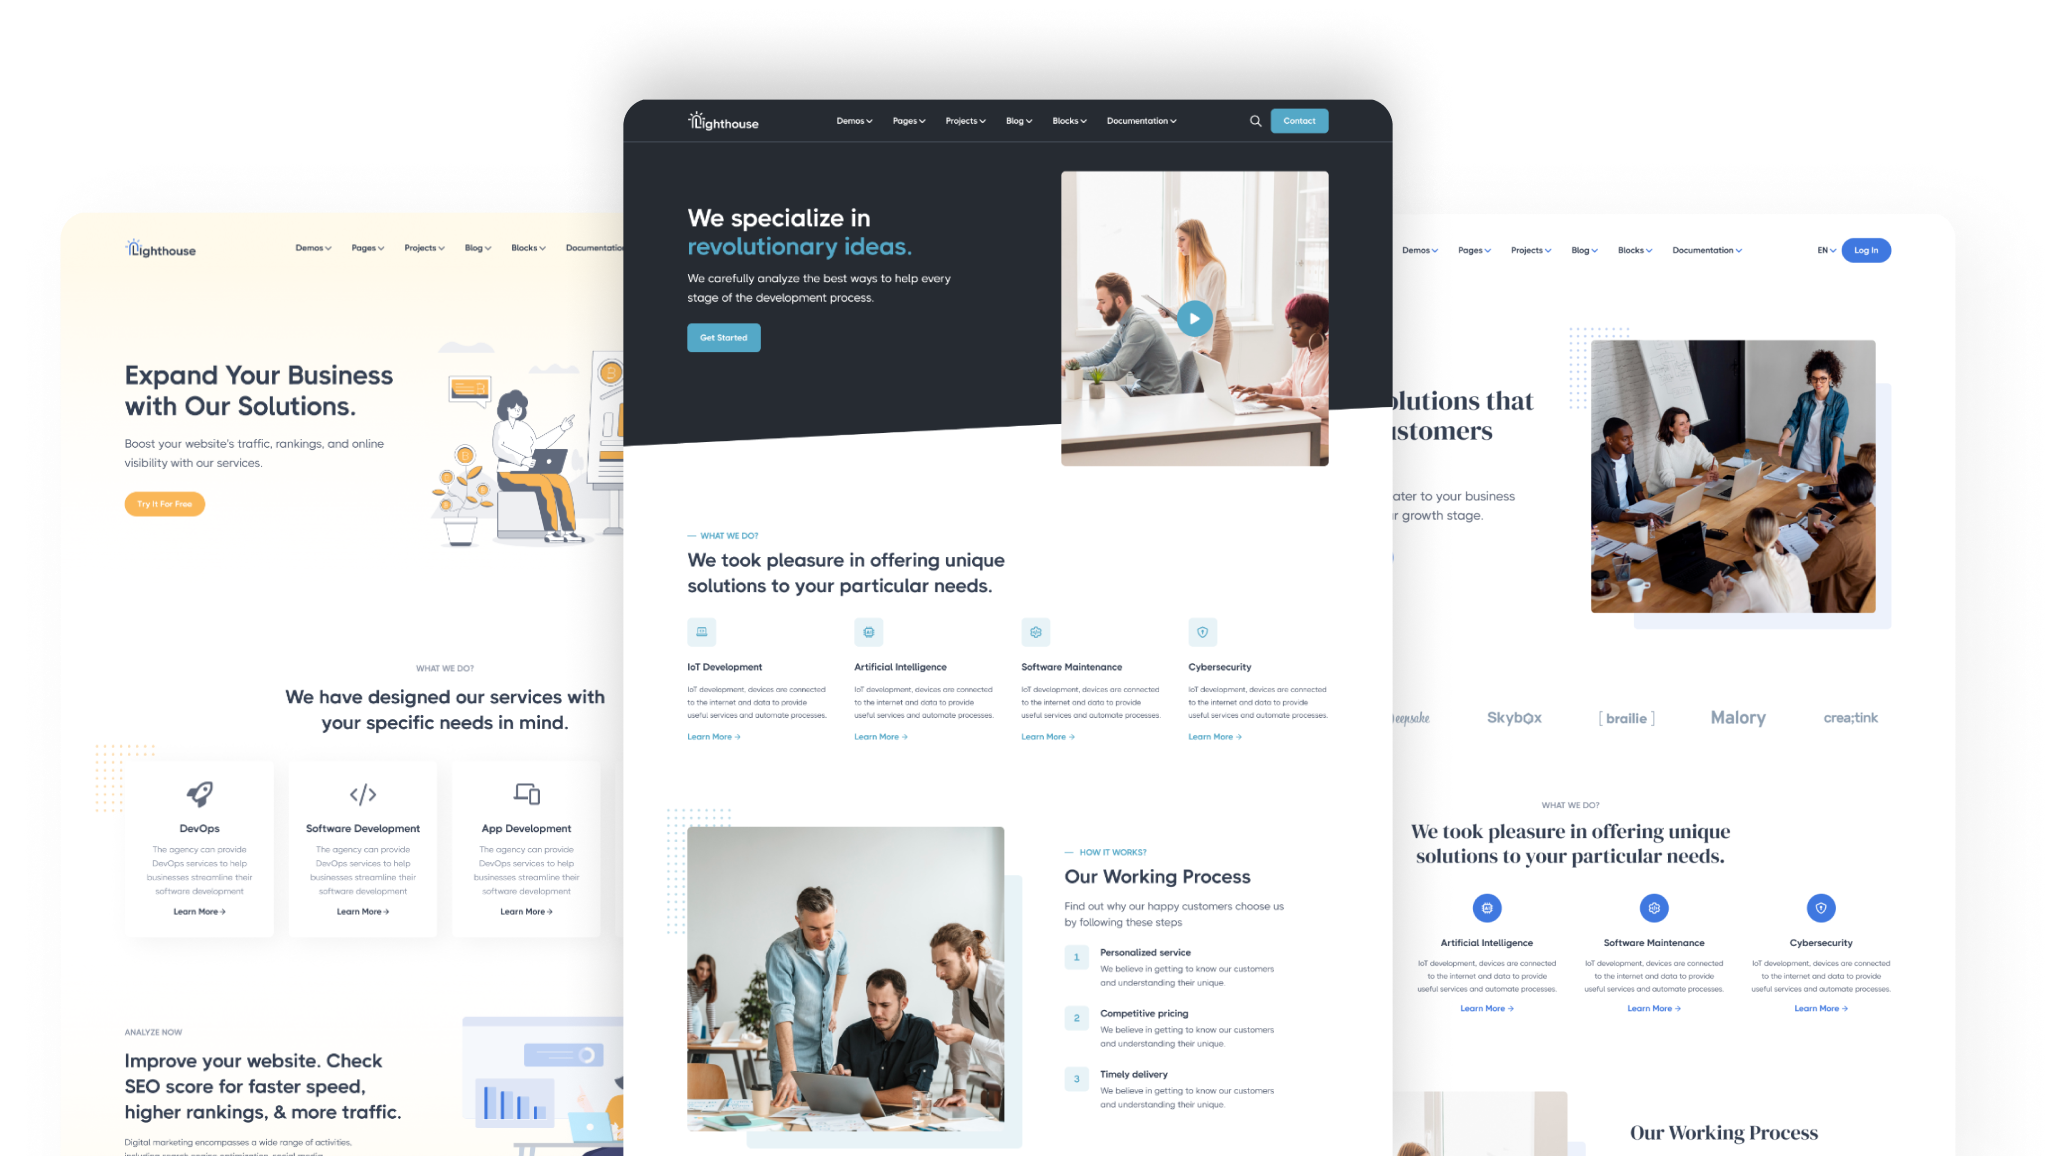 Lighthouse
Demos Pages Projects Blog Blocks Documentation
Contact
We specialize in
revolutionary ideas.
We carefully analyze the best ways to help every
stage of the development process.
Get Started
WHAT WE DO?
We took pleasure in offering unique
solutions to your particular needs.
IoT Development
IoT development, devices are connected
to the internet and data to provide
useful services and automate processes.
Learn More →
Artificial Intelligence
IoT development, devices are connected
to the internet and data to provide
useful services and automate processes.
Learn More →
Software Maintenance
IoT development, devices are connected
to the internet and data to provide
useful services and automate processes.
Learn More →
Cybersecurity
IoT development, devices are connected
to the internet and data to provide
useful services and automate processes.
Learn More →
HOW IT WORKS?
Our Working Process
Find out why our happy customers choose us
by following these steps
1
Personalized service
We believe in getting to know our customers
and understanding their unique.
2
Competitive pricing
We believe in getting to know our customers
and understanding their unique.
3
Timely delivery
We believe in getting to know our customers
and understanding their unique.
Lighthouse
Demos Pages Projects Blog Blocks
Expand Your Business
with Our Solutions.
Boost your website's traffic, rankings, and online
visibility with our services.
Try It For Free
WHAT WE DO?
We have designed our services with
your specific needs in mind.
DevOps
The agency can provide
DevOps services to help
businesses streamline their
software development
Learn More →
Software Development
The agency can provide
DevOps services to help
businesses streamline their
software development
Learn More →
App Development
The agency can provide
DevOps services to help
businesses streamline their
software development
Learn More →
ANALYZE NOW
Improve your website. Check
SEO score for faster speed,
higher rankings, & more traffic.
Digital marketing encompasses a wide range of activities,
Demos Pages Projects Blog Blocks Documentation
EN
Log In
that
to your business
growth stage.
Skybox
[ brailie ]
Malory
crea;tink
WHAT WE DO?
We took pleasure in offering unique
solutions to your particular needs.
Artificial Intelligence
IoT development, devices are connected
to the internet and data to provide
useful services and automate processes.
Learn More →
Software Maintenance
IoT development, devices are connected
to the internet and data to provide
useful services and automate processes.
Learn More →
Cybersecurity
IoT development, devices are connected
to the internet and data to provide
useful services and automate processes.
Learn More →
Our Working Process